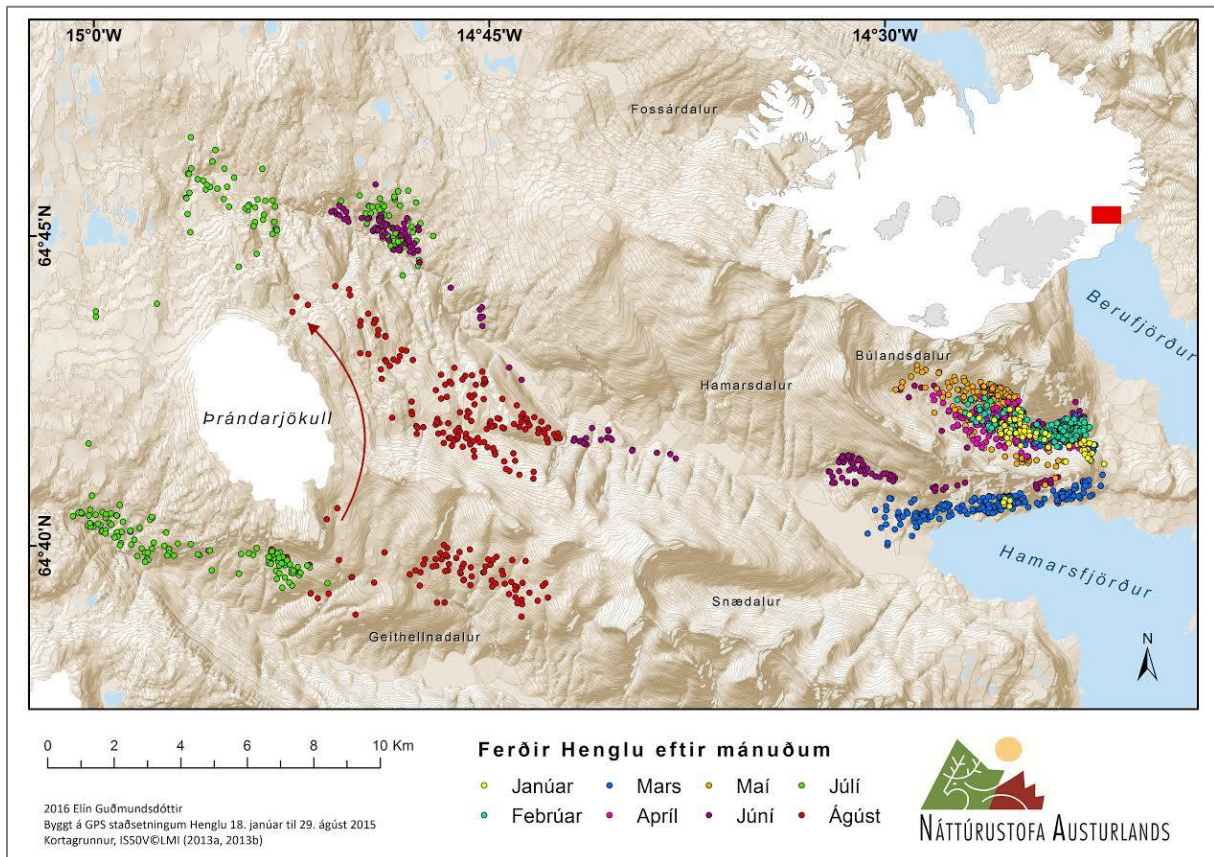 15°0'W
14°45'W
14°30'W
Fossárdalur
64°45'N
Berufjörður
Búlandsdalur
Hamarsdalur
Þrándarjökull
64°40'N
Hamarsfjörður
Snædalur
Geithellnadalur
N
0 2 4 6 8 10 Km
Ferðir Henglu eftir mánuðum
Janúar Mars Maí Júlí
Febrúar Apríl Júní Ágúst
2016 Elín Guðmundsdóttir
Byggt á GPS staðsetningum Henglu 18. janúar til 29. ágúst 2015
Kortagrunnur, IS50V©LMI (2013a, 2013b)
NÁTTÚRUSTOFA AUSTURLANDS